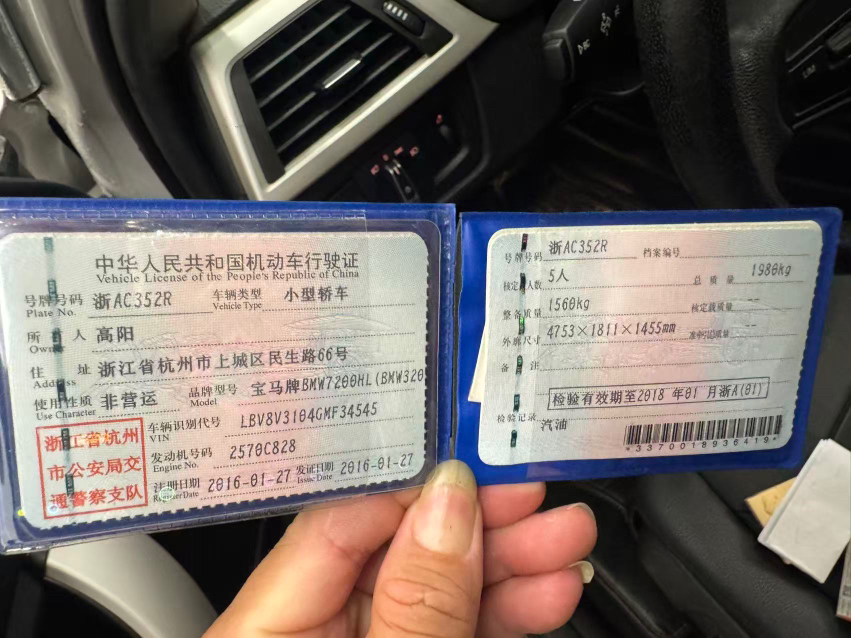 中华人民共和国机动车行驶证
Vehicle License of the People's Republic of China
号牌号码 浙AC352R 车辆类型 小型轿车
Plate No. Vehicle Type
所 人 高阳
Owner
住 址 浙江省杭州市上城区民生路66号
Address
使用性质 非营运 品牌型号 宝马牌BMW7200HL(BMW320
Use Character Model
浙江省杭州
市公安局交
通警察支队
车辆识别代号 LBV8V3104GMF34545
VIN
发动机号码 2570C828
Engine No.
注册日期 2016-01-27 发证日期 2016-01-27
Register Date Issue Date
号牌号码 浙AC352R 档案编号
核定人数 5人 总质量 1980kg
整备质量 1560kg 核定载质量 --
外廓尺寸 4753×1811×1455mm 准牵引总质量 --
备 注
检验有效期至2018 年01 月浙A(01)
检验记录
汽油
*3370018936419*